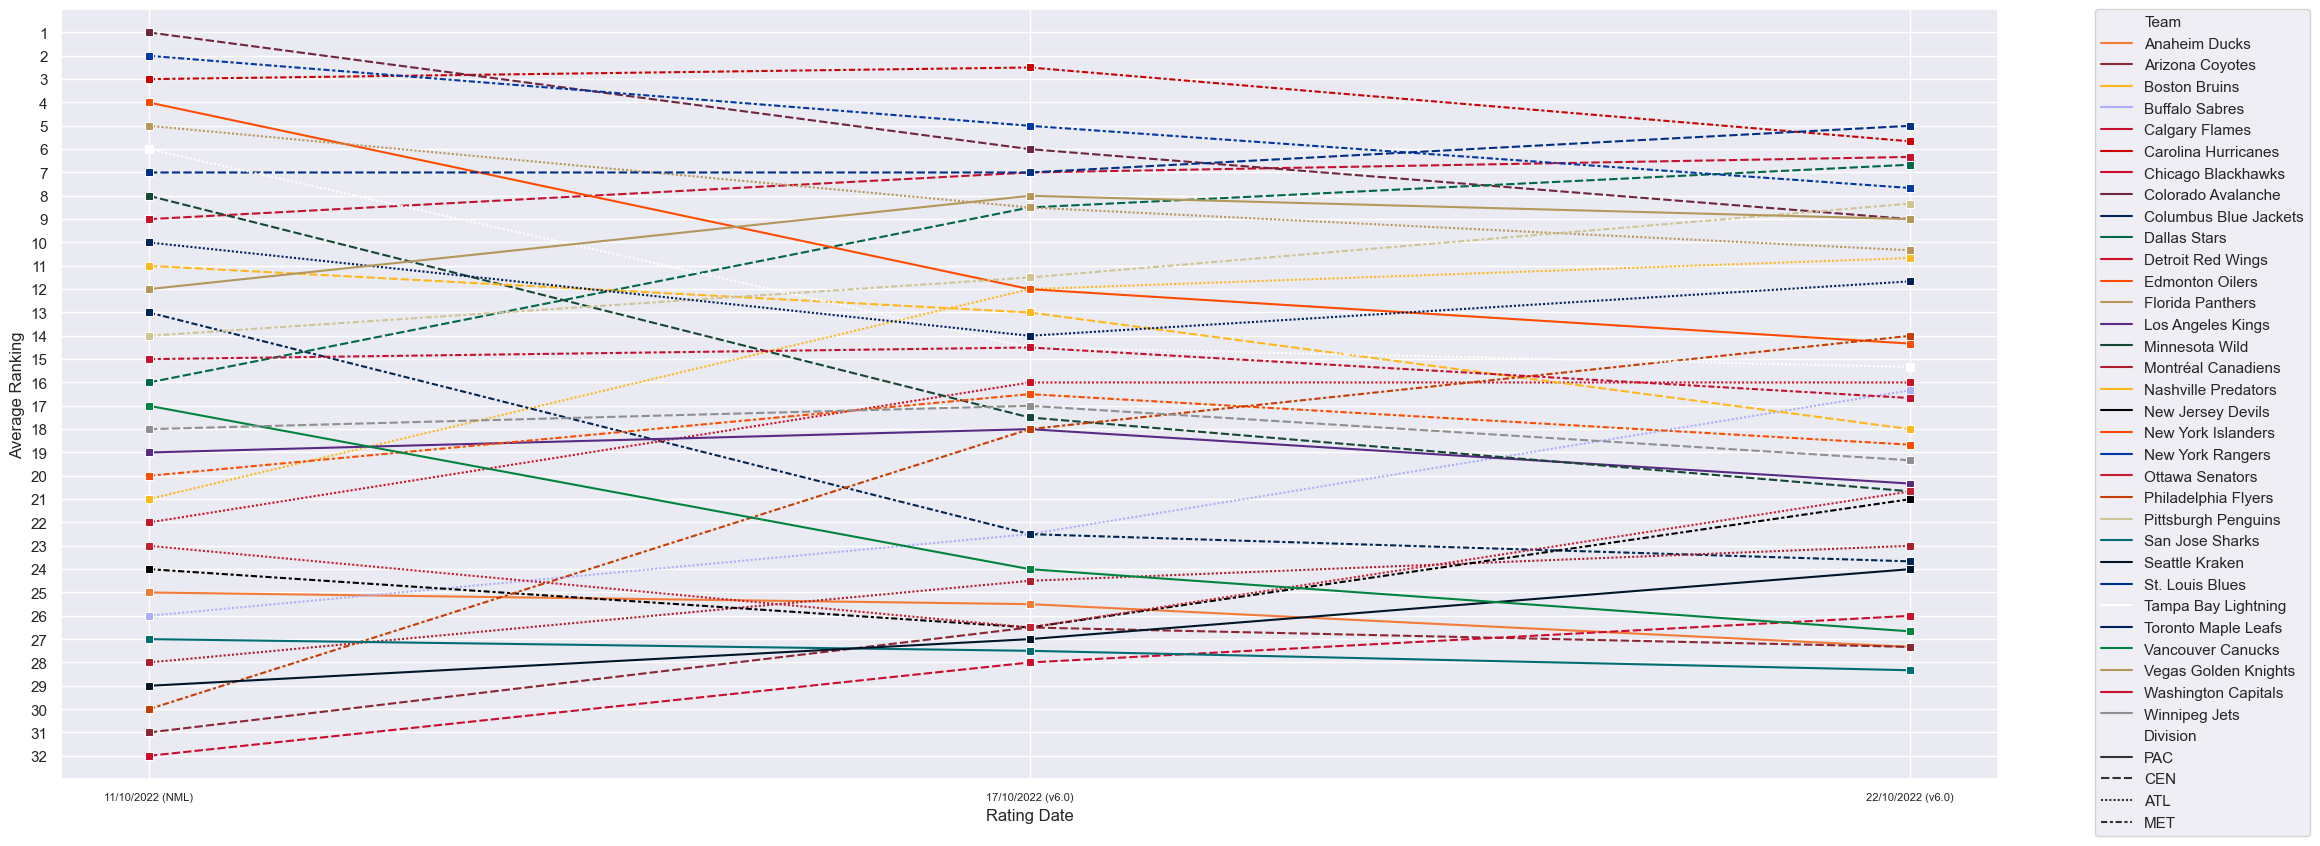 1
2
3
4
5
6
7
8
9
10
11
12
13
14
15
16
17
18
19
20
21
22
23
24
25
26
27
28
29
30
31
32
Average Ranking
11/10/2022 (NML)
17/10/2022 (v6.0)
22/10/2022 (v6.0)
Rating Date
Team
Anaheim Ducks
Arizona Coyotes
Boston Bruins
Buffalo Sabres
Calgary Flames
Carolina Hurricanes
Chicago Blackhawks
Colorado Avalanche
Columbus Blue Jackets
Dallas Stars
Detroit Red Wings
Edmonton Oilers
Florida Panthers
Los Angeles Kings
Minnesota Wild
Montréal Canadiens
Nashville Predators
New Jersey Devils
New York Islanders
New York Rangers
Ottawa Senators
Philadelphia Flyers
Pittsburgh Penguins
San Jose Sharks
Seattle Kraken
St. Louis Blues
Tampa Bay Lightning
Toronto Maple Leafs
Vancouver Canucks
Vegas Golden Knights
Washington Capitals
Winnipeg Jets
Division
PAC
CEN
ATL
MET